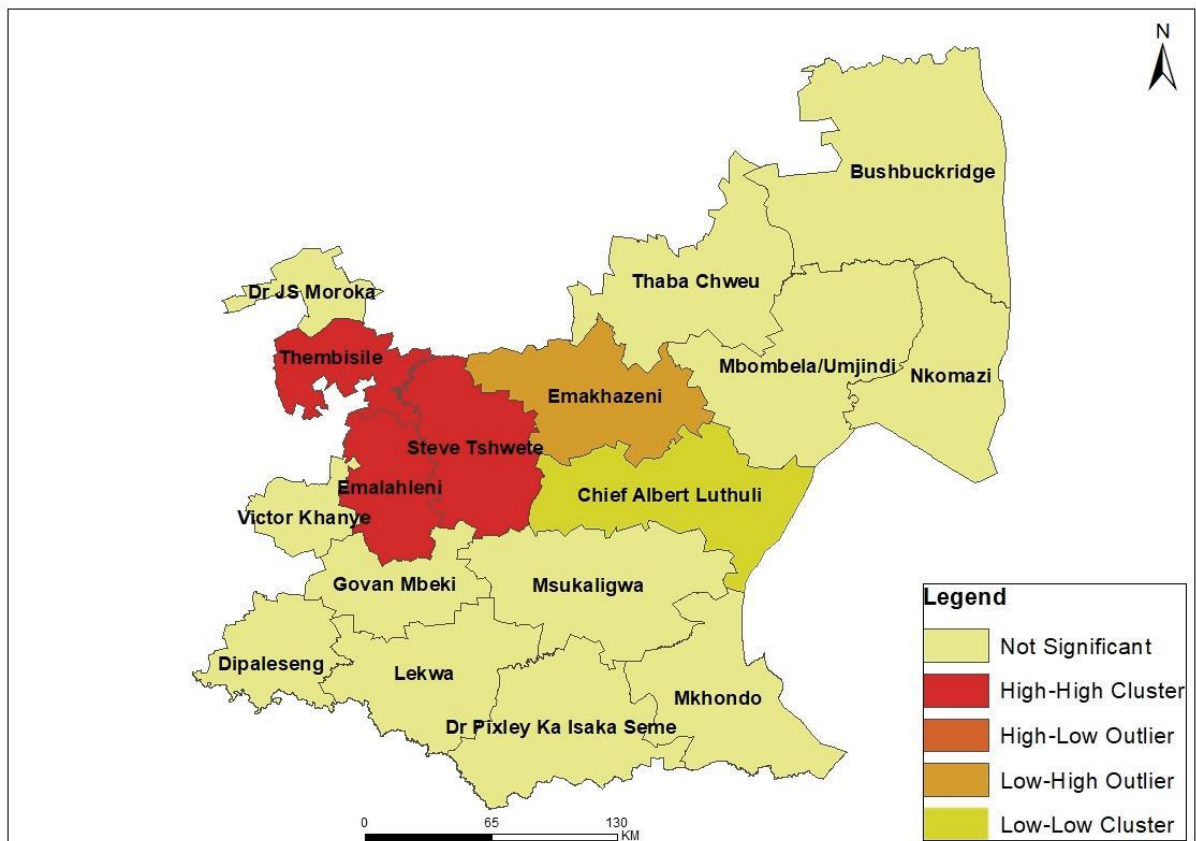 N
Bushbuckridge
Thaba Chweu
Dr JS Moroka
Thembisile
Mbombela/Umjindi
Nkomazi
Emakhazeni
Steve Tshwete
Emalahleni
Chief Albert Luthuli
Victor Khanye
Govan Mbeki
Msukaligwa
Dipaleseng
Lekwa
Mkhondo
Dr Pixley Ka Isaka Seme
Legend
Not Significant
High-High Cluster
High-Low Outlier
Low-High Outlier
Low-Low Cluster
0 65 130
KM